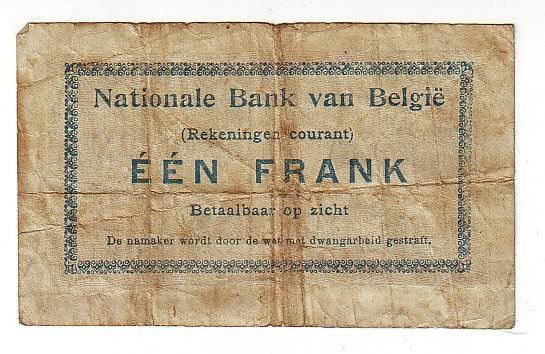 Nationale Bank van België
(Rekeningen courant)
ÉÉN FRANK
Betaalbaar op zicht
De namaker wordt door de wet met dwangarbeid gestraft.